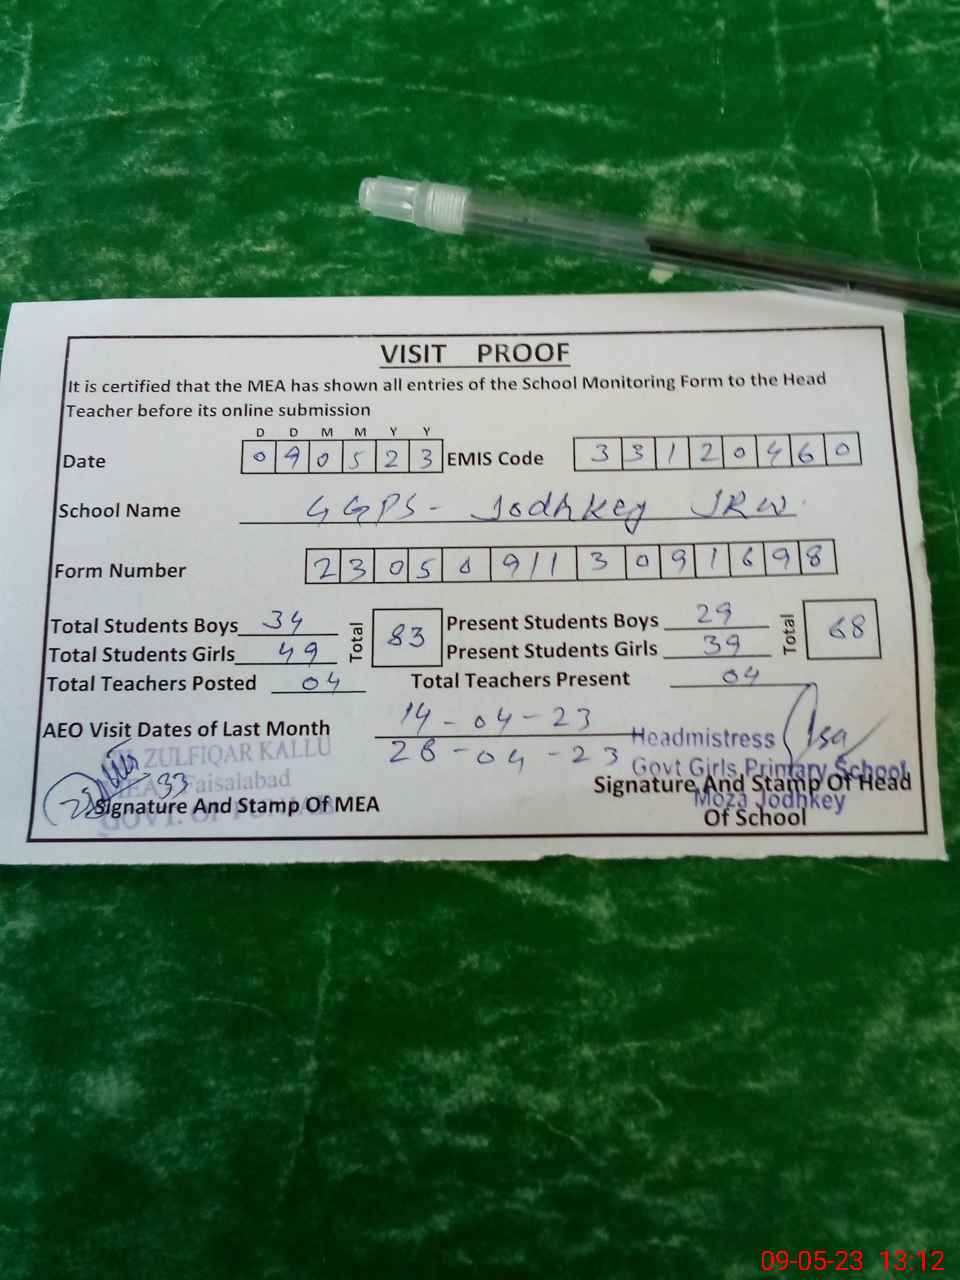 VISIT PROOF
It is certified that the MEA has shown all entries of the School Monitoring Form to the Head
Teacher before its online submission
D D M M Y Y
Date 0 9 0 5 2 3 EMIS Code 3 3 1 2 0 4 6 0
School Name GGPS - Jodhkey JRW.
Form Number 2 3 0 5 0 9 1 1 3 0 9 1 6 9 8
Total Students Boys 34 Total 83 Present Students Boys 29 Total 68
Total Students Girls 49 Present Students Girls 39
Total Teachers Posted 04 Total Teachers Present 04
AEO Visit Dates of Last Month 14-04-23
28-04-23
ZULFIQAR KALLU
Faisalabad
33
Signature And Stamp Of MEA
GOVT. OF
Headmistress
Govt Girls Primary School
Moza Jodhkey
Signature And Stamp Of Head
Of School
09-05-23 13:12